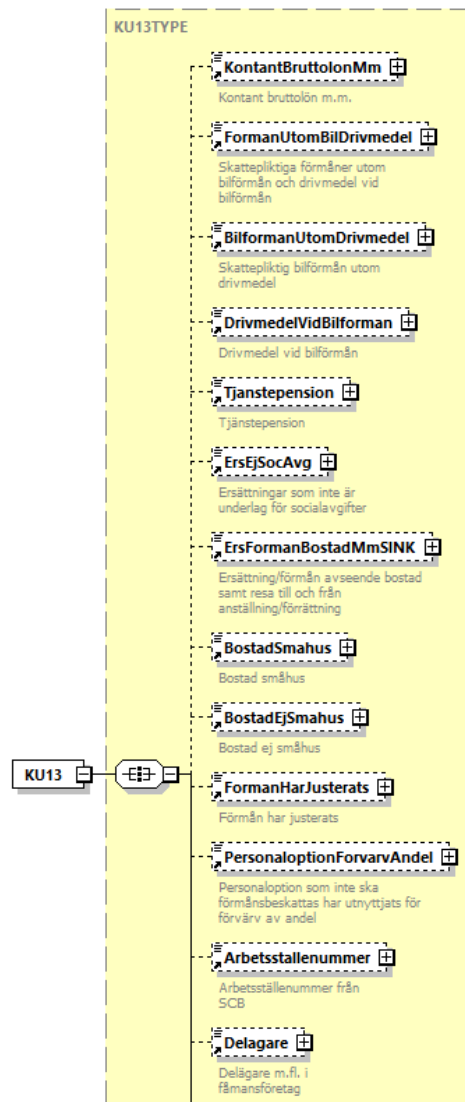 KU13TYPE
KontantBruttolonMm
Kontant bruttolön m.m.
FormanUtomBilDrivmedel
Skattepliktiga förmåner utom
bilförmån och drivmedel vid
bilförmån
BilformanUtomDrivmedel
Skattepliktig bilförmån utom
drivmedel
DrivmedelVidBilforman
Drivmedel vid bilförmån
Tjanstepension
Tjänstepension
ErsEjSocAvg
Ersättningar som inte är
underlag för socialavgifter
ErsFormanBostadMmSINK
Ersättning/förmån avseende bostad
samt resa till och från
anställning/förrättning
BostadSmahus
Bostad småhus
BostadEjSmahus
Bostad ej småhus
KU13
FormanHarJusterats
Förmån har justerats
PersonaloptionForvarvAndel
Personaloption som inte ska
förmånsbeskattas har utnyttjats för
förvärv av andel
Arbetsstallenummer
Arbetsställenummer från
SCB
Delagare
Delägare m.fl. i
fåmansföretag